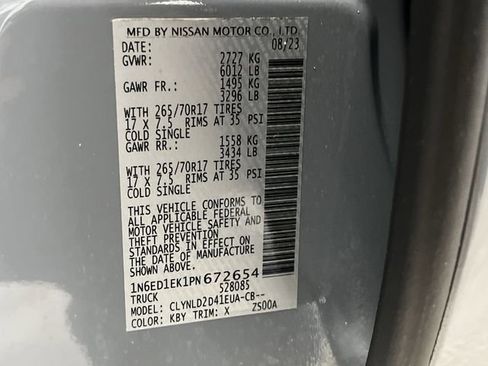 MFD BY NISSAN MOTOR CO., LTD.
DATE: 08/23
GVWR: 2727 KG
6012 LB
GAWR FR.: 1495 KG
3296 LB
WITH 265/70R17 TIRES
17 X 7.5 RIMS AT 35 PSI
COLD SINGLE
GAWR RR.: 1558 KG
3434 LB
WITH 265/70R17 TIRES
17 X 7.5 RIMS AT 35 PSI
COLD SINGLE
THIS VEHICLE CONFORMS TO
ALL APPLICABLE FEDERAL
MOTOR VEHICLE SAFETY AND
THEFT PREVENTION
STANDARDS IN EFFECT ON
THE DATE OF MANUFACTURE
SHOWN ABOVE.
1N6ED1EK1PN672654
TRUCK 528085
MODEL: CLYNLD2D41EUA-CB--
COLOR: KBY TRIM: X ZS00A